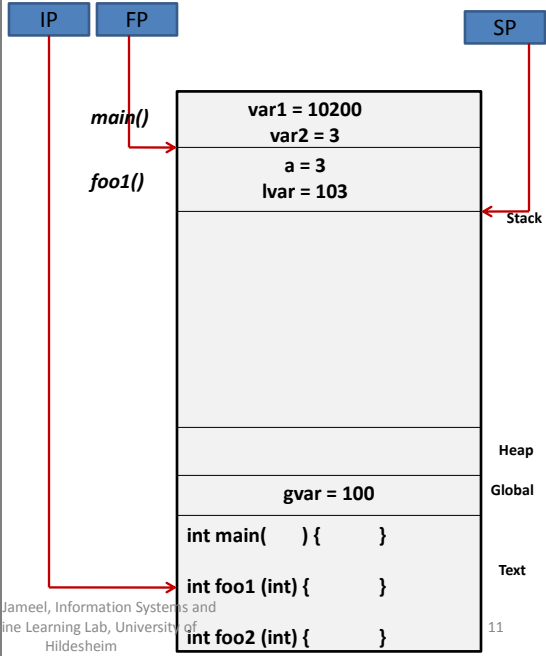 IP
FP
SP
main()
var1 = 10200
var2 = 3
foo1()
a = 3
lvar = 103
Stack
Heap
gvar = 100
Global
int main( ) { }
Text
int foo1 (int) { }
Jameel, Information Systems and
ine Learning Lab, University of
Hildesheim
int foo2 (int) { }
11